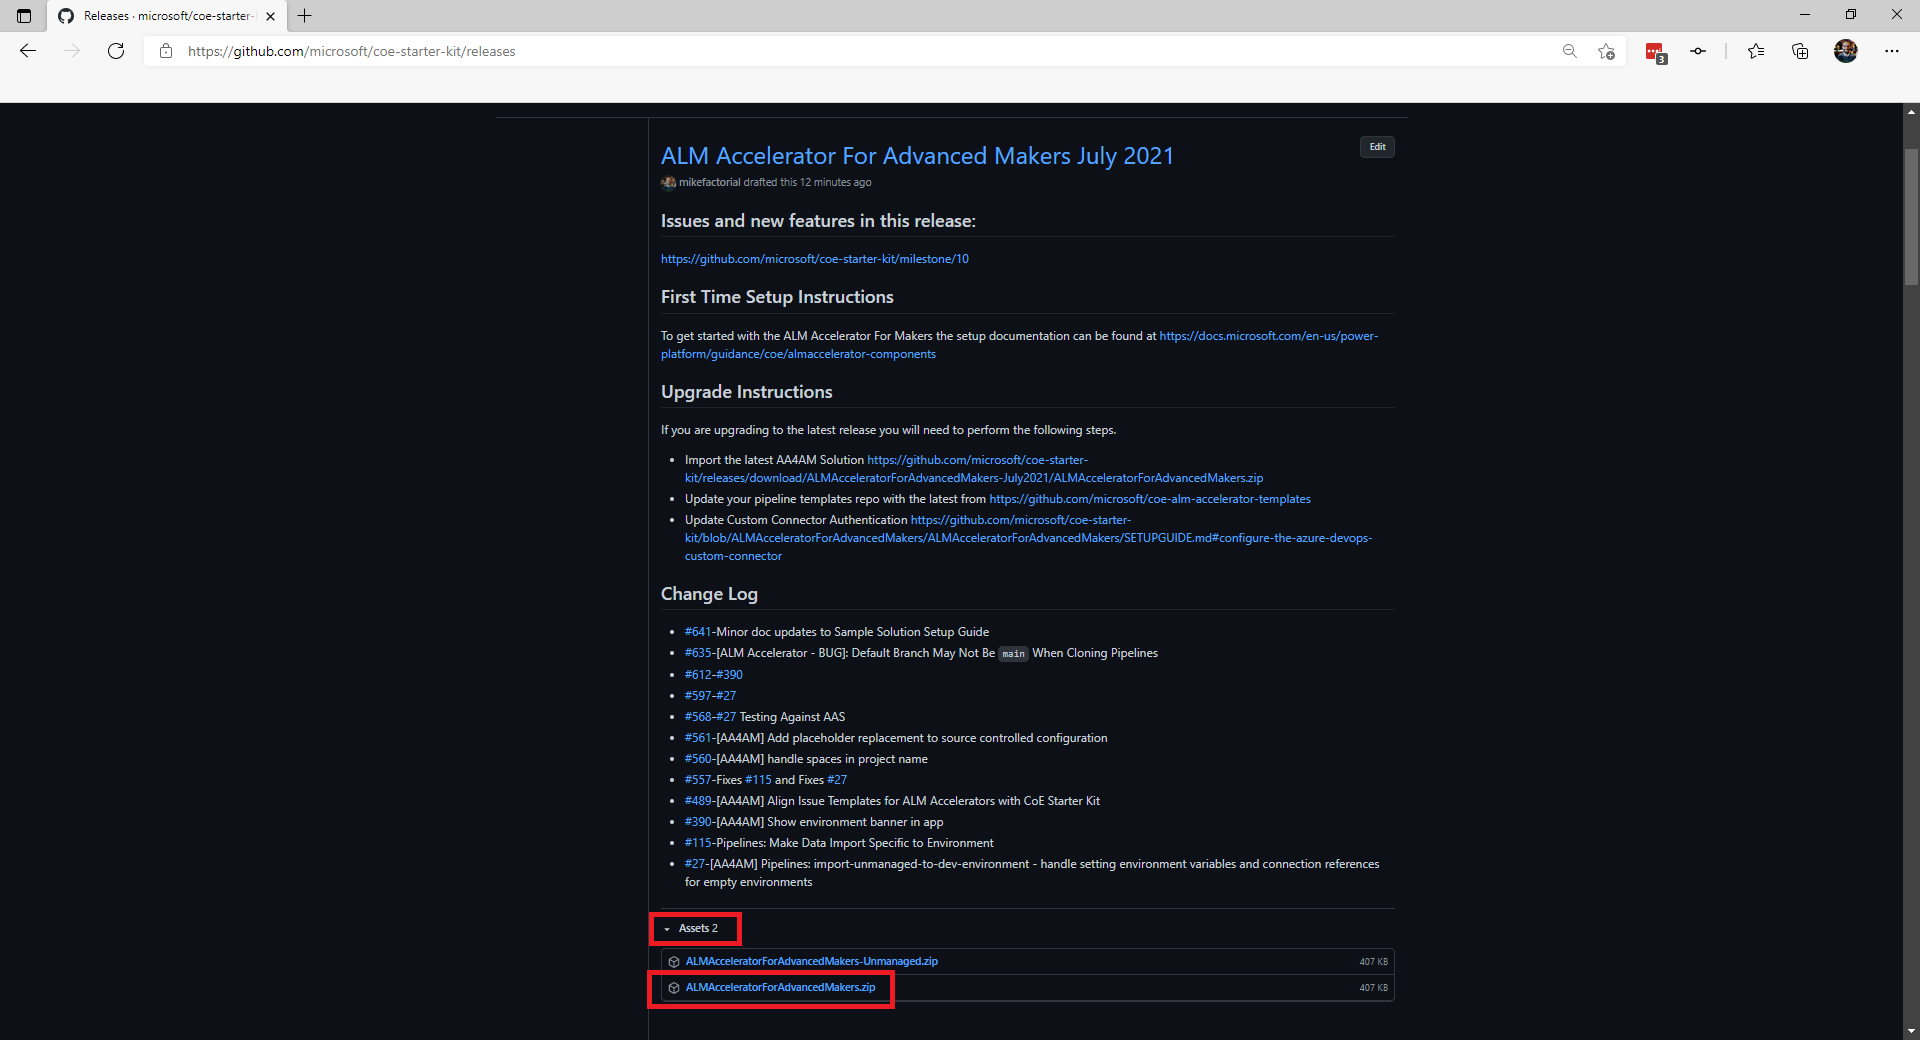 Releases · microsoft/coe-starter-
https://github.com/microsoft/coe-starter-kit/releases
3
ALM Accelerator For Advanced Makers July 2021
Edit
mikefactorial drafted this 12 minutes ago
Issues and new features in this release:
https://github.com/microsoft/coe-starter-kit/milestone/10
First Time Setup Instructions
To get started with the ALM Accelerator For Makers the setup documentation can be found at https://docs.microsoft.com/en-us/power-
platform/guidance/coe/almaccelerator-components
Upgrade Instructions
If you are upgrading to the latest release you will need to perform the following steps.
Import the latest AA4AM Solution https://github.com/microsoft/coe-starter-
kit/releases/download/ALMAcceleratorForAdvancedMakers-July2021/ALMAcceleratorForAdvancedMakers.zip
Update your pipeline templates repo with the latest from https://github.com/microsoft/coe-alm-accelerator-templates
Update Custom Connector Authentication https://github.com/microsoft/coe-starter-
kit/blob/ALMAcceleratorForAdvancedMakers/ALMAcceleratorForAdvancedMakers/SETUPGUIDE.md#configure-the-azure-devops-
custom-connector
Change Log
#641-Minor doc updates to Sample Solution Setup Guide
#635-[ALM Accelerator - BUG]: Default Branch May Not Be main When Cloning Pipelines
#612-#390
#597-#27
#568-#27 Testing Against AAS
#561-[AA4AM] Add placeholder replacement to source controlled configuration
#560-[AA4AM] handle spaces in project name
#557-Fixes #115 and Fixes #27
#489-[AA4AM] Align Issue Templates for ALM Accelerators with CoE Starter Kit
#390-[AA4AM] Show environment banner in app
#115-Pipelines: Make Data Import Specific to Environment
#27-[AA4AM] Pipelines: import-unmanaged-to-dev-environment - handle setting environment variables and connection references
for empty environments
Assets 2
ALMAcceleratorForAdvancedMakers-Unmanaged.zip 407 KB
ALMAcceleratorForAdvancedMakers.zip 407 KB